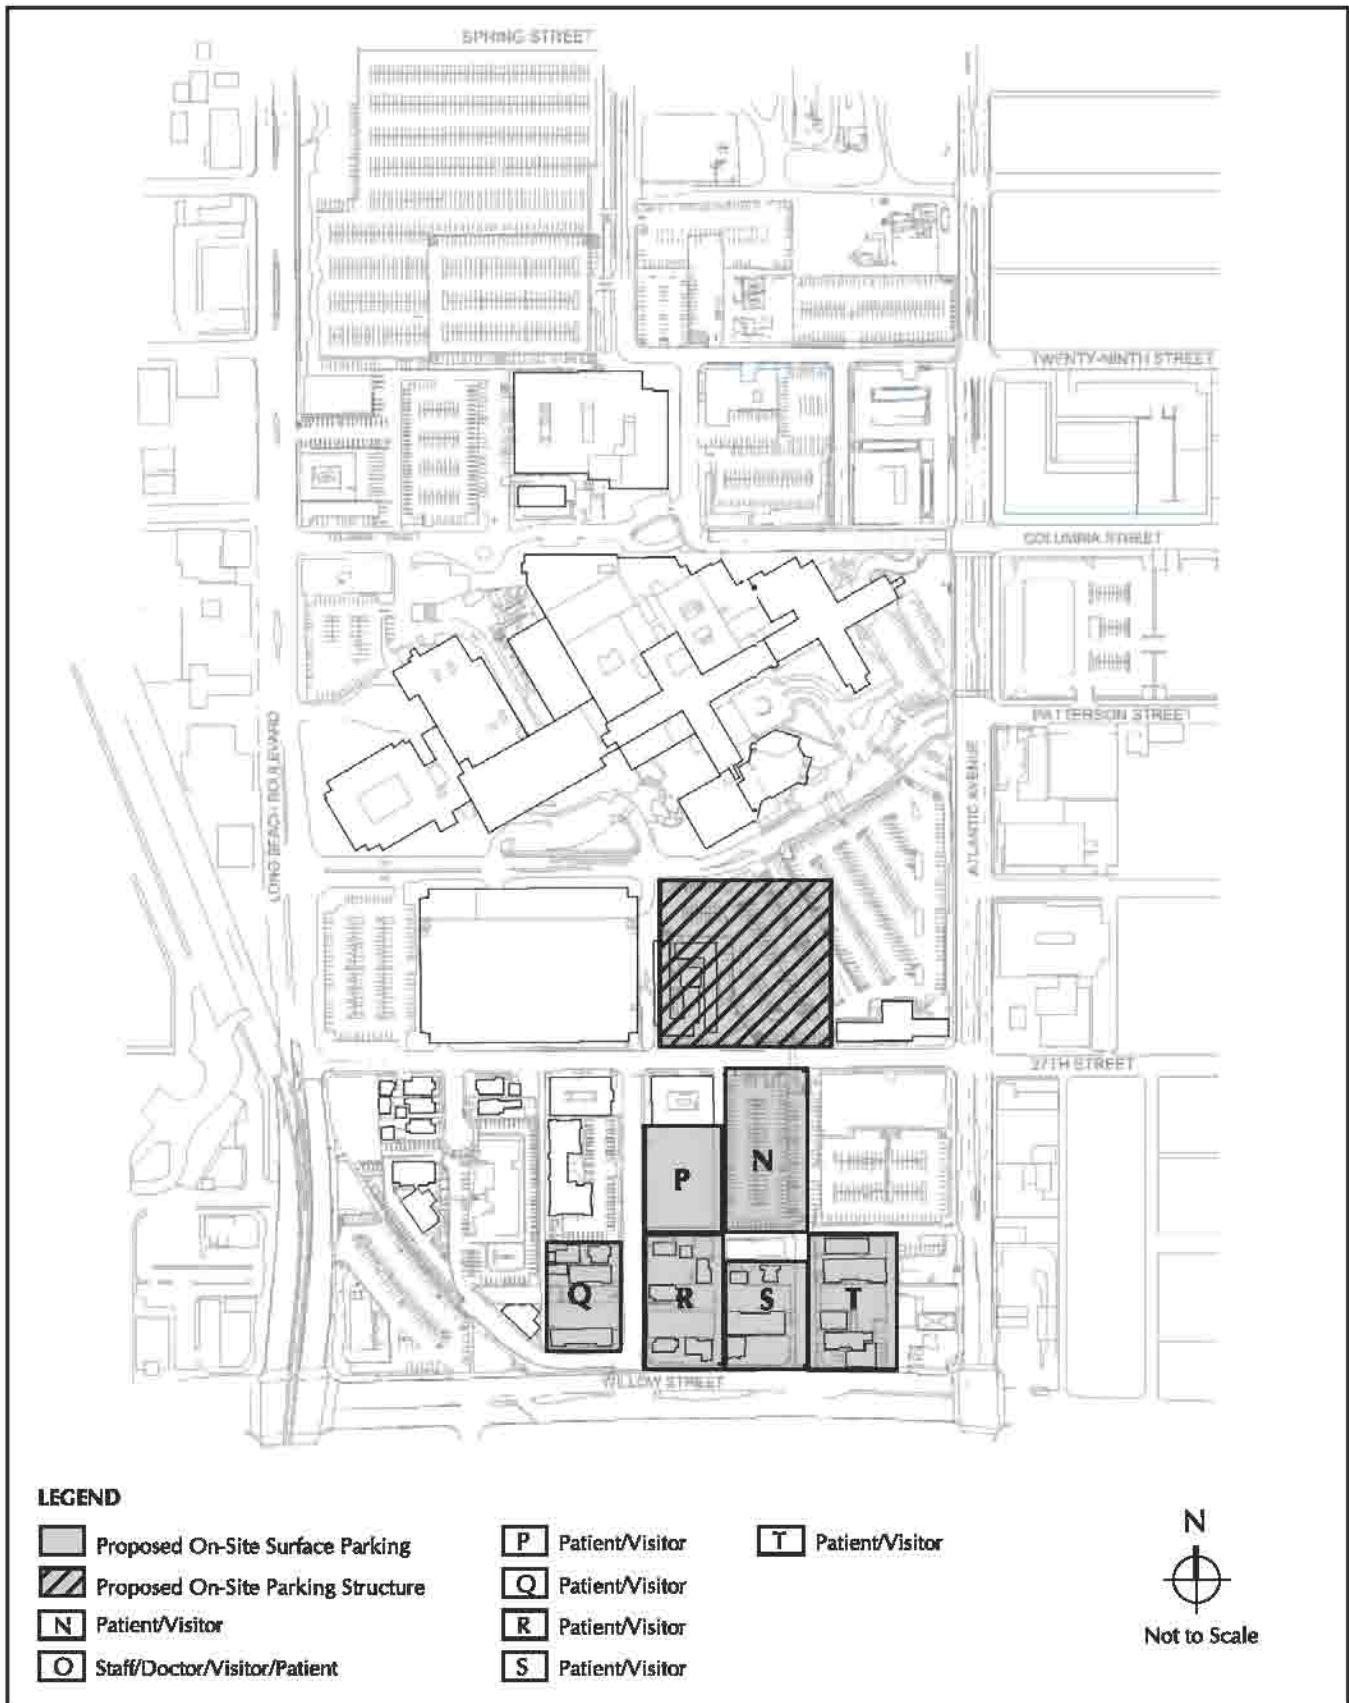 SPRING STREET
TWENTY-NINTH STREET
COLUMBIA STREET
PATTERSON STREET
LONG BEACH BOULEVARD
ATLANTIC AVENUE
27TH STREET
P
N
Q
R
S
T
WILLOW STREET
LEGEND
Proposed On-Site Surface Parking
Proposed On-Site Parking Structure
N Patient/Visitor
O Staff/Doctor/Visitor/Patient
P Patient/Visitor
Q Patient/Visitor
R Patient/Visitor
S Patient/Visitor
T Patient/Visitor
N
Not to Scale